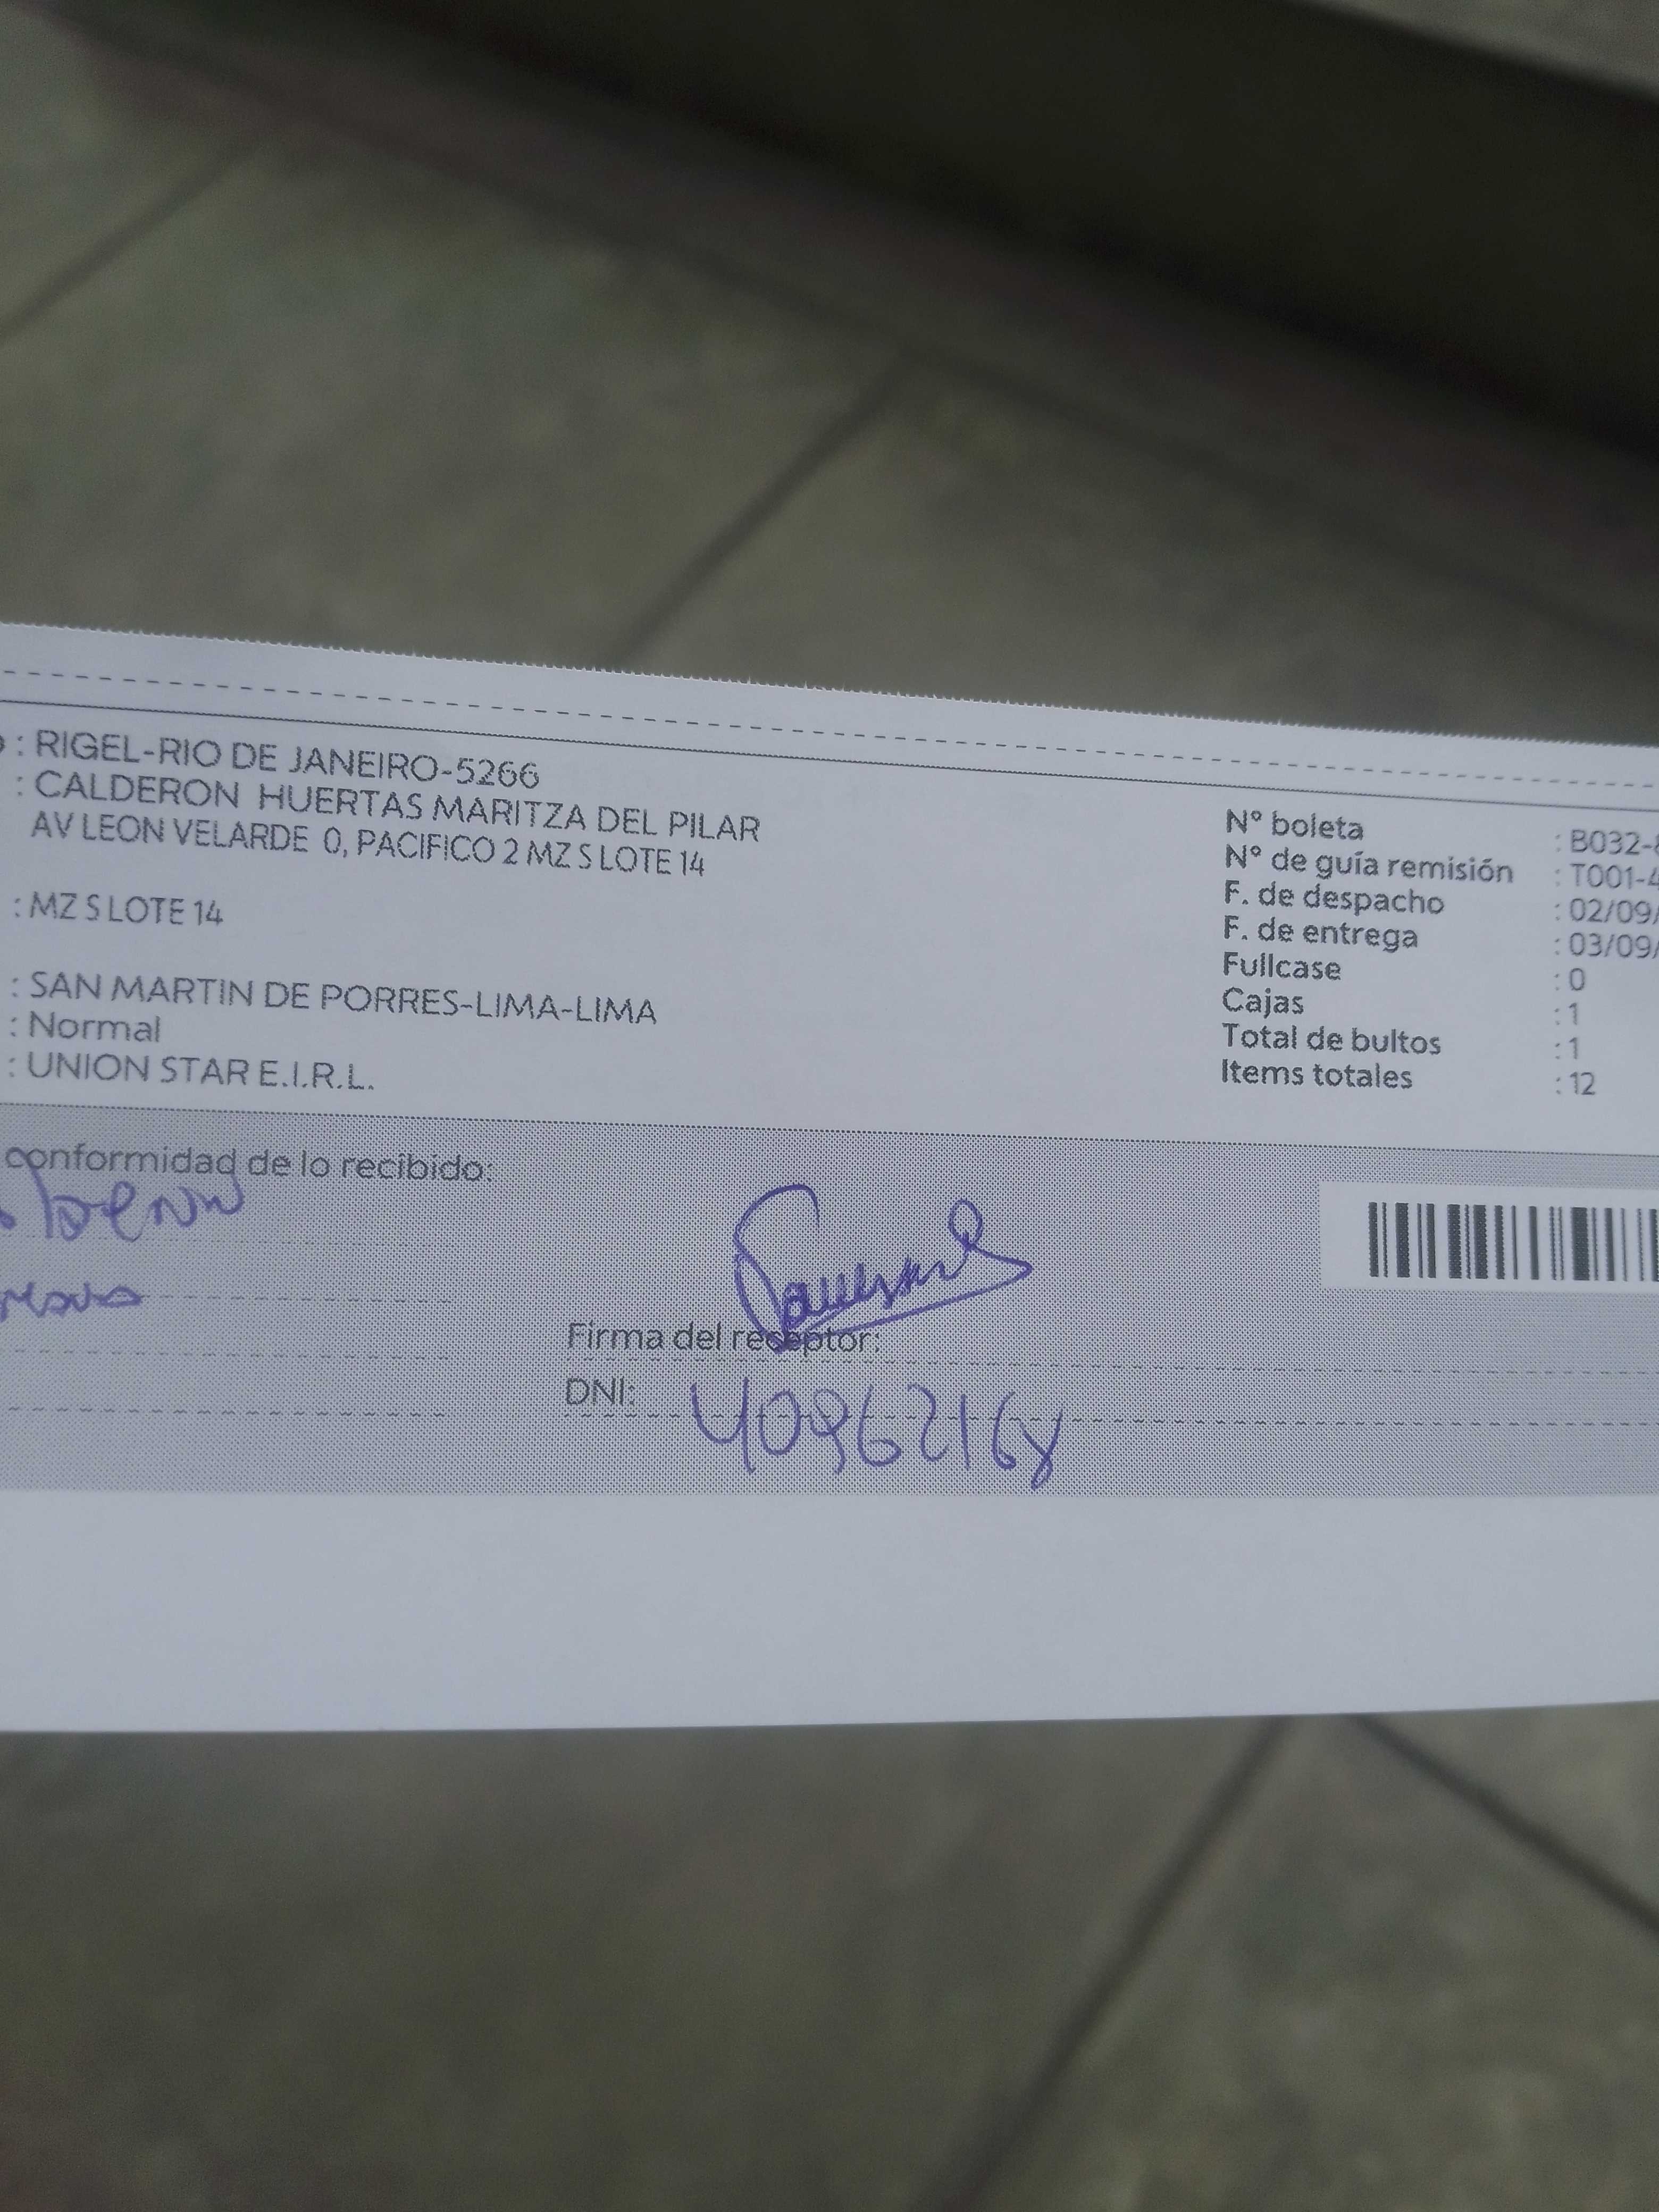 : RIGEL-RIO DE JANEIRO-5266
: CALDERON HUERTAS MARITZA DEL PILAR
AV LEON VELARDE 0, PACIFICO 2 MZ S LOTE 14
: MZ S LOTE 14
: SAN MARTIN DE PORRES-LIMA-LIMA
: Normal
: UNION STAR E.I.R.L.
N° boleta : B032-
N° de guía remisión : T001-4
F. de despacho : 02/09/
F. de entrega : 03/09/
Fullcase : 0
Cajas : 1
Total de bultos : 1
Items totales : 12
conformidad de lo recibido:
Firma del receptor:
DNI: 40962168